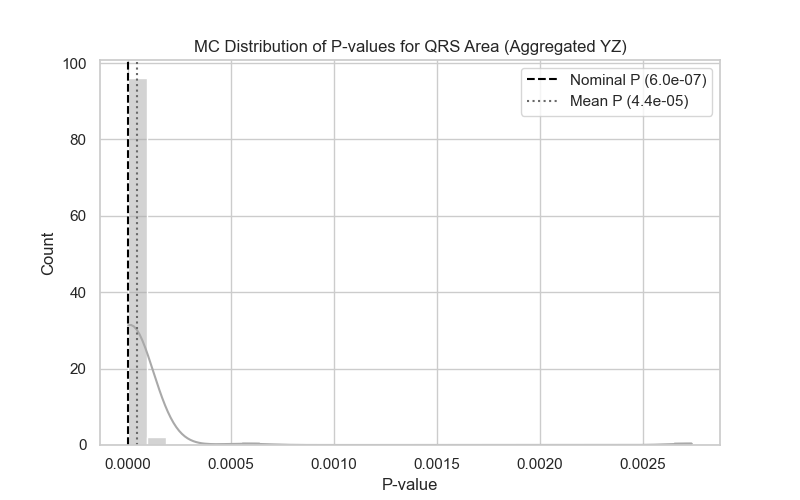 MC Distribution of P-values for QRS Area (Aggregated YZ)
Nominal P (6.0e-07)
Mean P (4.4e-05)
100
80
60
40
20
0
Count
0.0000 0.0005 0.0010 0.0015 0.0020 0.0025
P-value